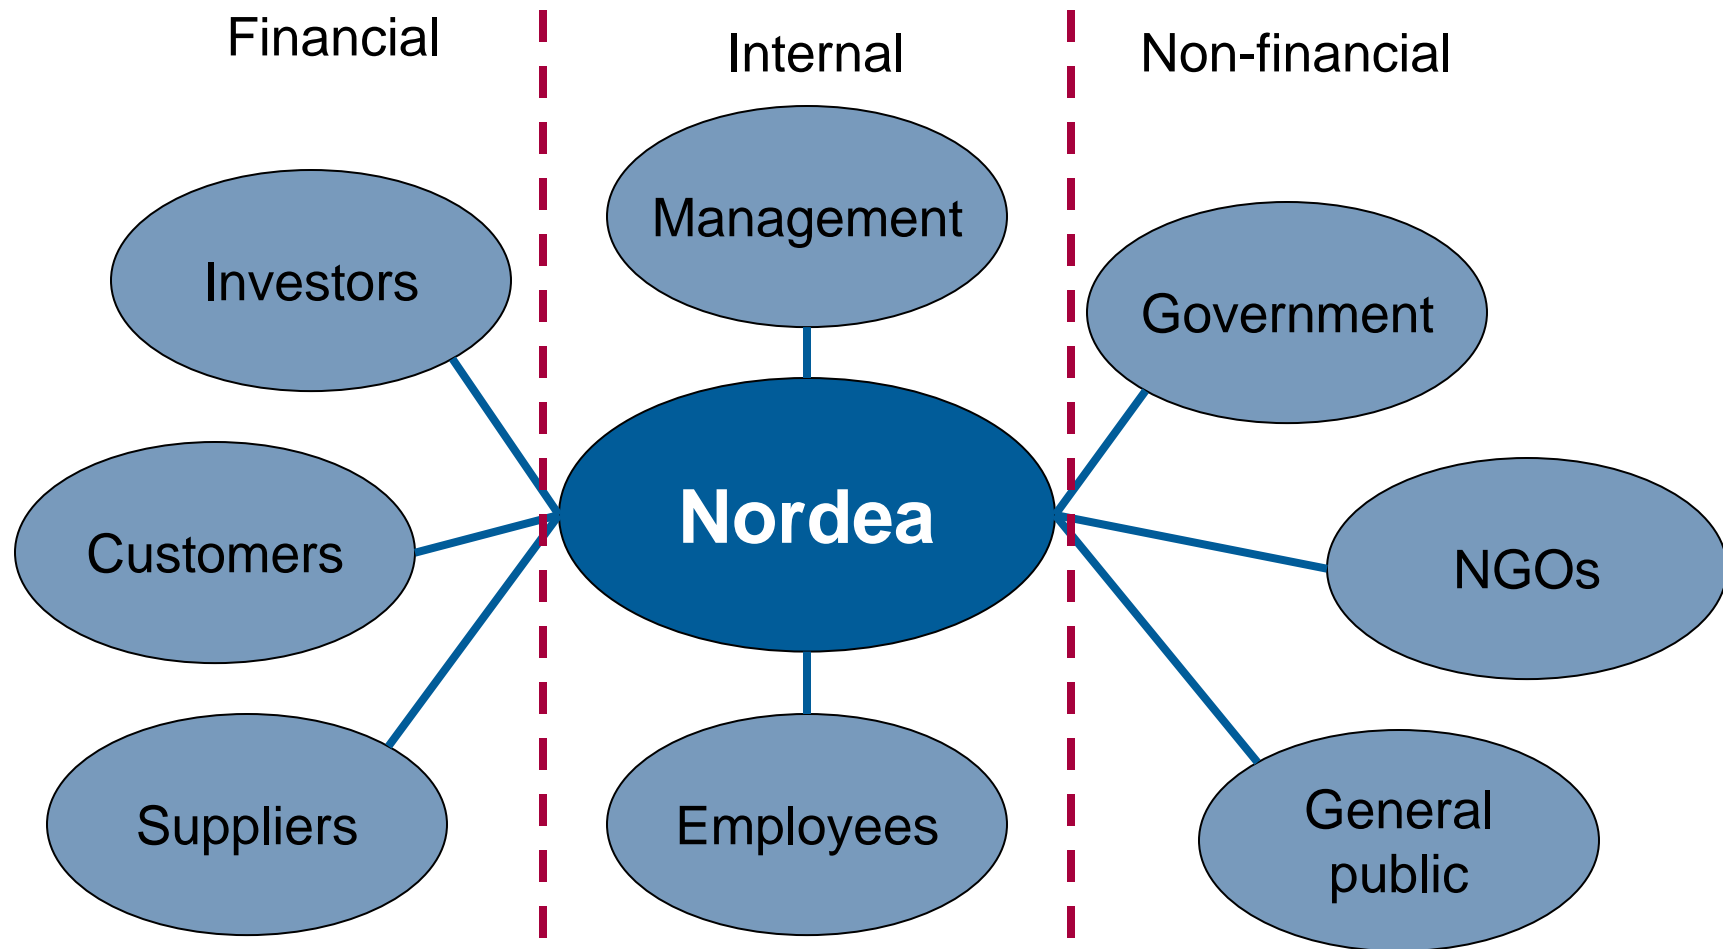 Financial
Internal
Non-financial
Management
Investors
Government
Nordea
Customers
NGOs
Suppliers
Employees
General
public